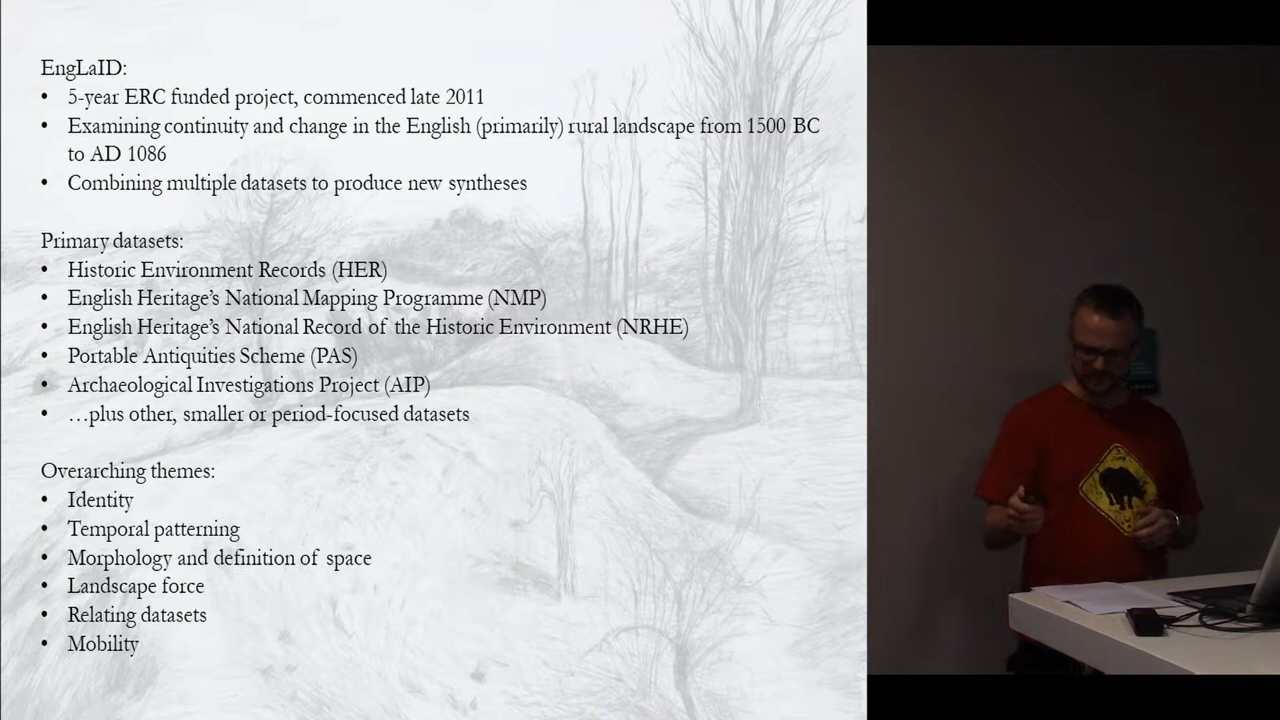 EngLaID:
• 5-year ERC funded project, commenced late 2011
• Examining continuity and change in the English (primarily) rural landscape from 1500 BC
to AD 1086
• Combining multiple datasets to produce new syntheses
Primary datasets:
• Historic Environment Records (HER)
• English Heritage’s National Mapping Programme (NMP)
• English Heritage’s National Record of the Historic Environment (NRHE)
• Portable Antiquities Scheme (PAS)
• Archaeological Investigations Project (AIP)
• …plus other, smaller or period-focused datasets
Overarching themes:
• Identity
• Temporal patterning
• Morphology and definition of space
• Landscape force
• Relating datasets
• Mobility